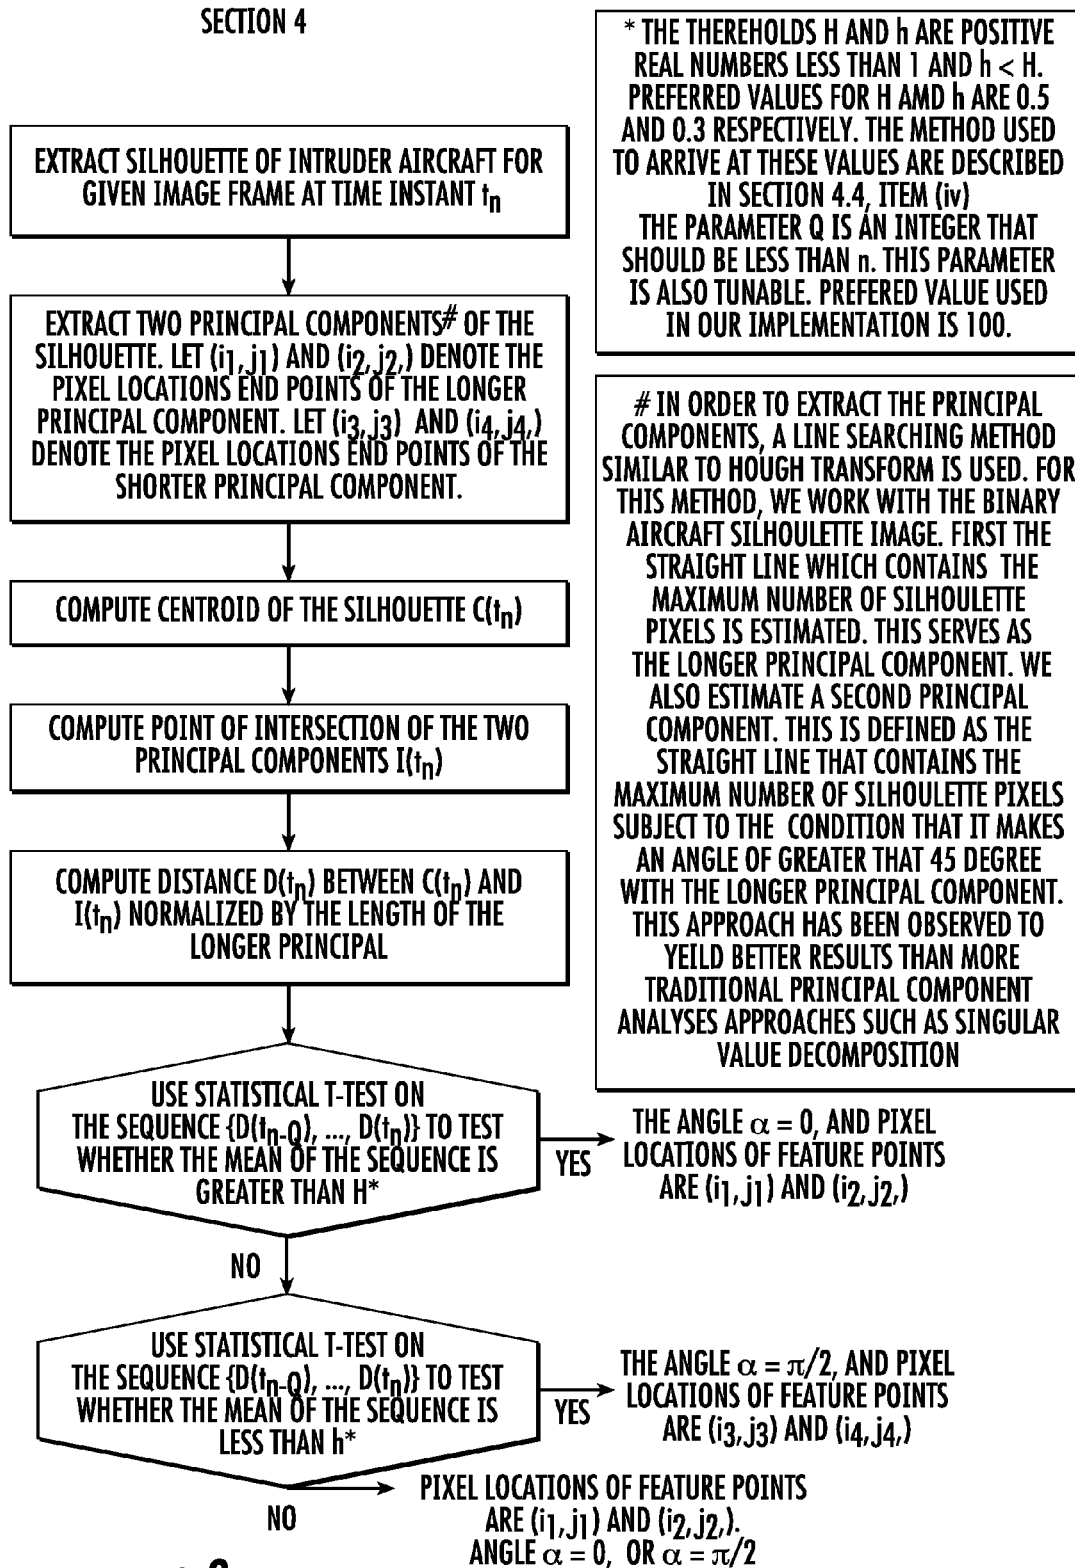 SECTION 4
EXTRACT SILHOUETTE OF INTRUDER AIRCRAFT FOR
GIVEN IMAGE FRAME AT TIME INSTANT tn
EXTRACT TWO PRINCIPAL COMPONENTS# OF THE
SILHOUETTE. LET (i1,j1) AND (i2,j2,) DENOTE THE
PIXEL LOCATIONS END POINTS OF THE LONGER
PRINCIPAL COMPONENT. LET (i3,j3) AND (i4,j4,)
DENOTE THE PIXEL LOCATIONS END POINTS OF THE
SHORTER PRINCIPAL COMPONENT.
COMPUTE CENTROID OF THE SILHOUETTE C(tn)
COMPUTE POINT OF INTERSECTION OF THE TWO
PRINCIPAL COMPONENTS I(tn)
COMPUTE DISTANCE D(tn) BETWEEN C(tn) AND
I(tn) NORMALIZED BY THE LENGTH OF THE
LONGER PRINCIPAL
USE STATISTICAL T-TEST ON
THE SEQUENCE {D(tn-Q), ..., D(tn)} TO TEST
WHETHER THE MEAN OF THE SEQUENCE IS
GREATER THAN H*
YES
THE ANGLE α = 0, AND PIXEL
LOCATIONS OF FEATURE POINTS
ARE (i1,j1) AND (i2,j2,)
NO
USE STATISTICAL T-TEST ON
THE SEQUENCE {D(tn-Q), ..., D(tn)} TO TEST
WHETHER THE MEAN OF THE SEQUENCE IS
LESS THAN h*
YES
THE ANGLE α = π/2, AND PIXEL
LOCATIONS OF FEATURE POINTS
ARE (i3,j3) AND (i4,j4,)
NO
PIXEL LOCATIONS OF FEATURE POINTS
ARE (i1,j1) AND (i2,j2,).
ANGLE α = 0, OR α = π/2
* THE THEREHOLDS H AND h ARE POSITIVE
REAL NUMBERS LESS THAN 1 AND h < H.
PREFERRED VALUES FOR H AMD h ARE 0.5
AND 0.3 RESPECTIVELY. THE METHOD USED
TO ARRIVE AT THESE VALUES ARE DESCRIBED
IN SECTION 4.4, ITEM (iv)
THE PARAMETER Q IS AN INTEGER THAT
SHOULD BE LESS THAN n. THIS PARAMETER
IS ALSO TUNABLE. PREFERED VALUE USED
IN OUR IMPLEMENTATION IS 100.
# IN ORDER TO EXTRACT THE PRINCIPAL
COMPONENTS, A LINE SEARCHING METHOD
SIMILAR TO HOUGH TRANSFORM IS USED. FOR
THIS METHOD, WE WORK WITH THE BINARY
AIRCRAFT SILHOULETTE IMAGE. FIRST THE
STRAIGHT LINE WHICH CONTAINS THE
MAXIMUM NUMBER OF SILHOULETTE
PIXELS IS ESTIMATED. THIS SERVES AS
THE LONGER PRINCIPAL COMPONENT. WE
ALSO ESTIMATE A SECOND PRINCIPAL
COMPONENT. THIS IS DEFINED AS THE
STRAIGHT LINE THAT CONTAINS THE
MAXIMUM NUMBER OF SILHOULETTE PIXELS
SUBJECT TO THE CONDITION THAT IT MAKES
AN ANGLE OF GREATER THAT 45 DEGREE
WITH THE LONGER PRINCIPAL COMPONENT.
THIS APPROACH HAS BEEN OBSERVED TO
YEILD BETTER RESULTS THAN MORE
TRADITIONAL PRINCIPAL COMPONENT
ANALYSES APPROACHES SUCH AS SINGULAR
VALUE DECOMPOSITION